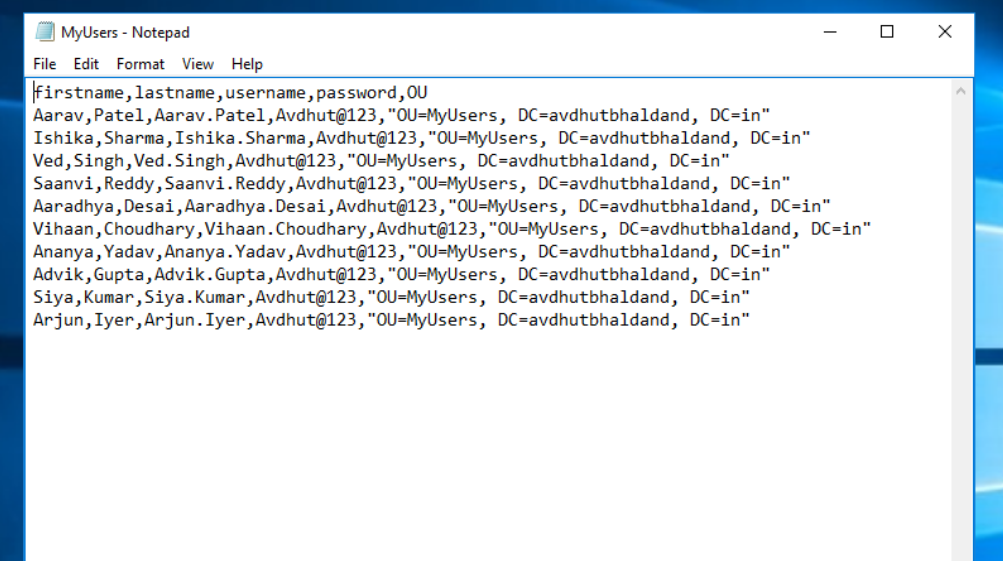 MyUsers - Notepad
File Edit Format View Help
firstname,lastname,username,password,OU
Aarav,Patel,Aarav.Patel,Avdhut@123,"OU=MyUsers, DC=avdhutbhaldand, DC=in"
Ishika,Sharma,Ishika.Sharma,Avdhut@123,"OU=MyUsers, DC=avdhutbhaldand, DC=in"
Ved,Singh,Ved.Singh,Avdhut@123,"OU=MyUsers, DC=avdhutbhaldand, DC=in"
Saanvi,Reddy,Saanvi.Reddy,Avdhut@123,"OU=MyUsers, DC=avdhutbhaldand, DC=in"
Aaradhya,Desai,Aaradhya.Desai,Avdhut@123,"OU=MyUsers, DC=avdhutbhaldand, DC=in"
Vihaan,Choudhary,Vihaan.Choudhary,Avdhut@123,"OU=MyUsers, DC=avdhutbhaldand, DC=in"
Ananya,Yadav,Ananya.Yadav,Avdhut@123,"OU=MyUsers, DC=avdhutbhaldand, DC=in"
Advik,Gupta,Advik.Gupta,Avdhut@123,"OU=MyUsers, DC=avdhutbhaldand, DC=in"
Siya,Kumar,Siya.Kumar,Avdhut@123,"OU=MyUsers, DC=avdhutbhaldand, DC=in"
Arjun,Iyer,Arjun.Iyer,Avdhut@123,"OU=MyUsers, DC=avdhutbhaldand, DC=in"